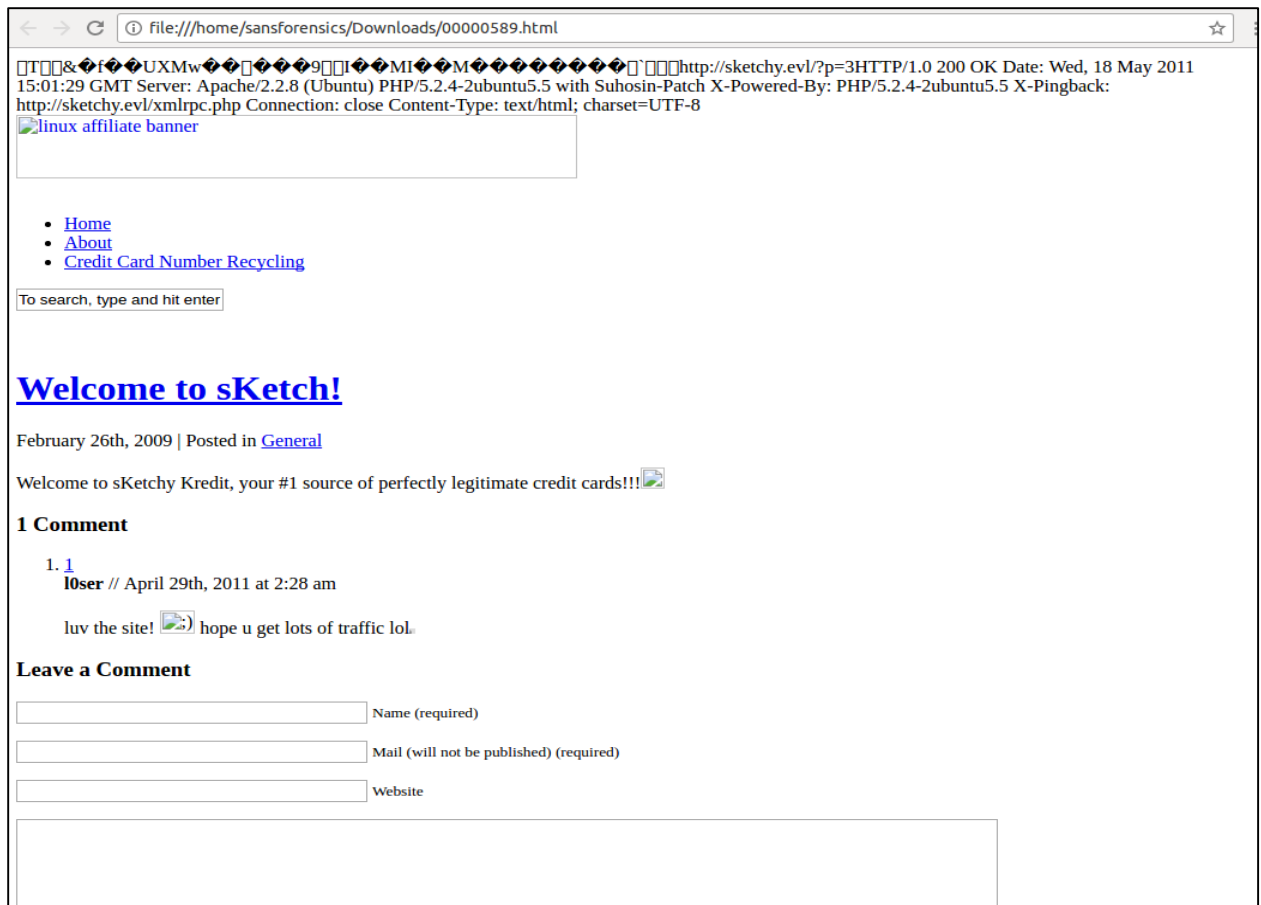 file:///home/sansforensics/Downloads/00000589.html
T&�f��UXMw�����9I��MI��M��������`http://sketchy.evl/?p=3HTTP/1.0 200 OK Date: Wed, 18 May 2011
15:01:29 GMT Server: Apache/2.2.8 (Ubuntu) PHP/5.2.4-2ubuntu5.5 with Suhosin-Patch X-Powered-By: PHP/5.2.4-2ubuntu5.5 X-Pingback:
http://sketchy.evl/xmlrpc.php Connection: close Content-Type: text/html; charset=UTF-8
linux affiliate banner
• Home
• About
• Credit Card Number Recycling
To search, type and hit enter
Welcome to sKetch!
February 26th, 2009 | Posted in General
Welcome to sKetchy Kredit, your #1 source of perfectly legitimate credit cards!!!
1 Comment
1. 1
l0ser // April 29th, 2011 at 2:28 am
luv the site! ;) hope u get lots of traffic lol
Leave a Comment
Name (required)
Mail (will not be published) (required)
Website